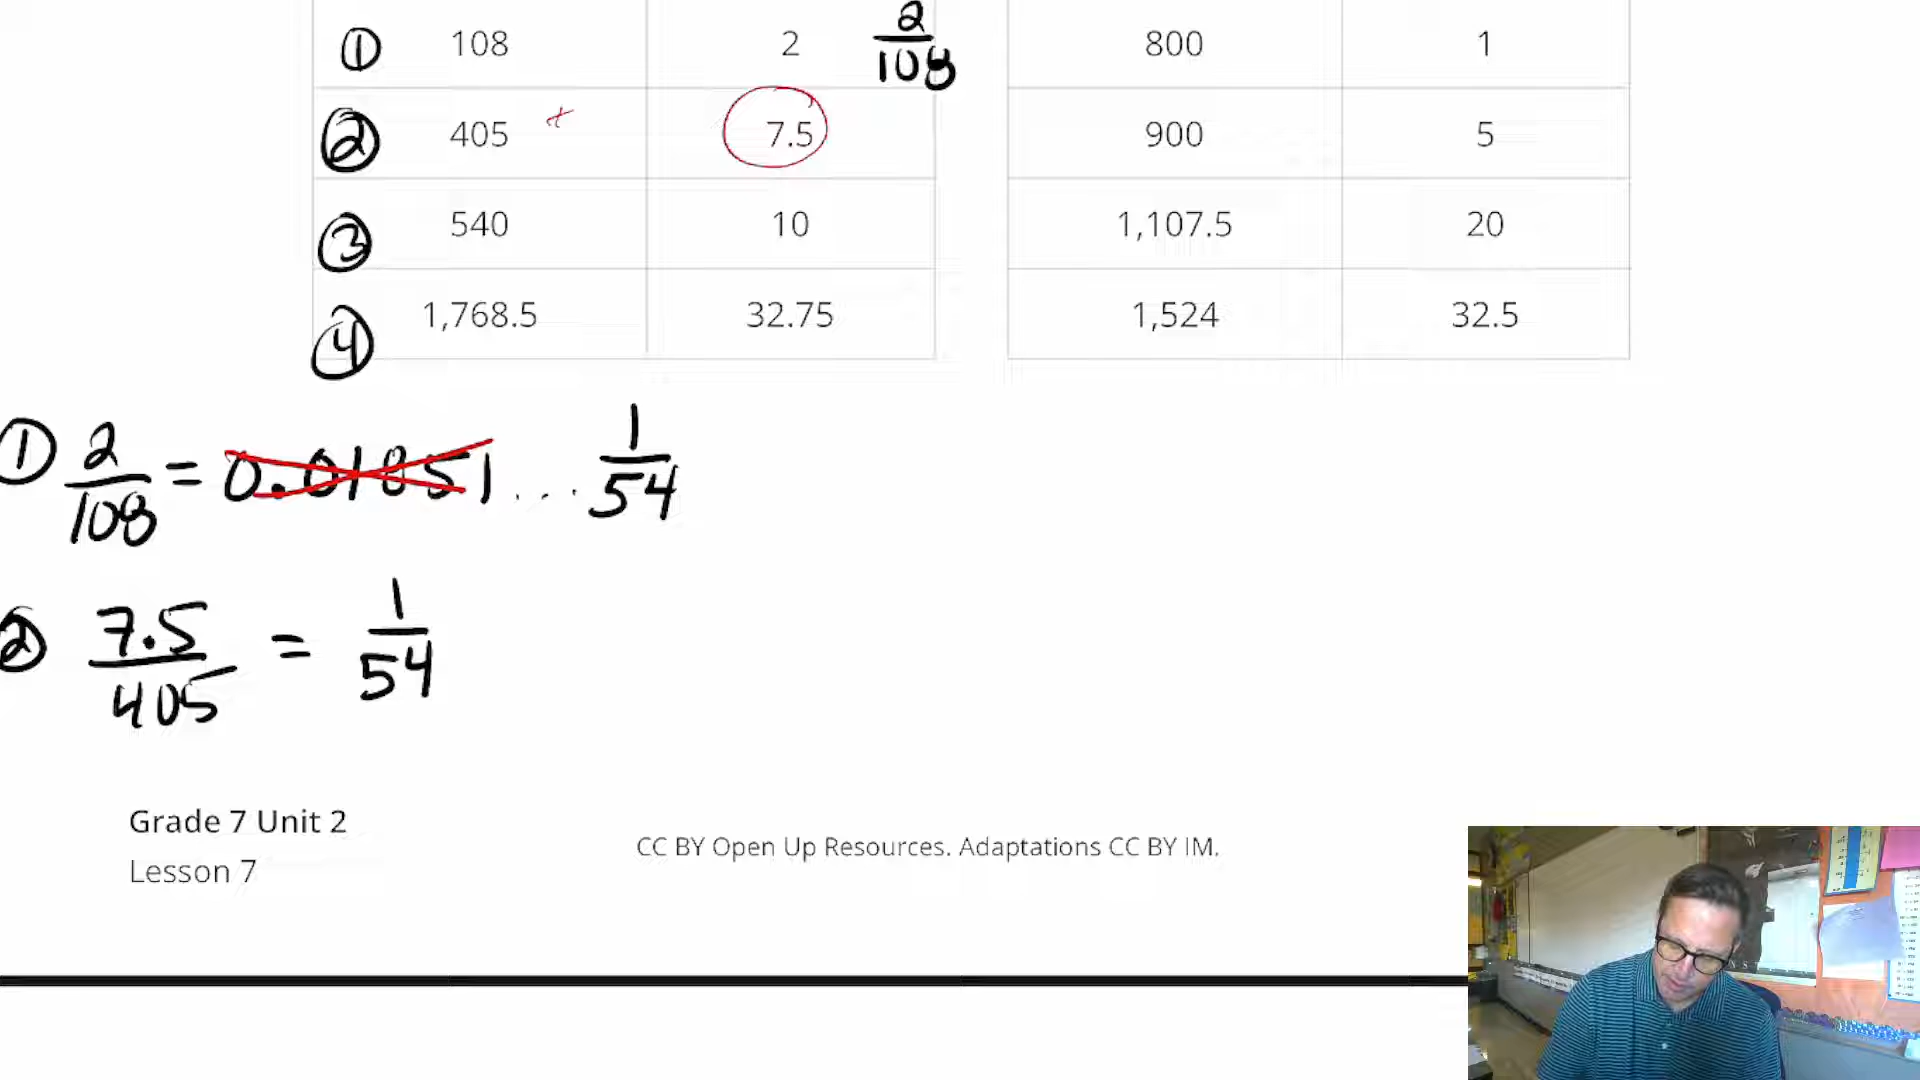 ① 108 2 2/108 800 1
② 405 7.5 900 5
③ 540 10 1,107.5 20
④ 1,768.5 32.75 1,524 32.5
① 2/108 = 0.01851... 1/54
② 7.5/405 = 1/54
Grade 7 Unit 2
Lesson 7
CC BY Open Up Resources. Adaptations CC BY IM.